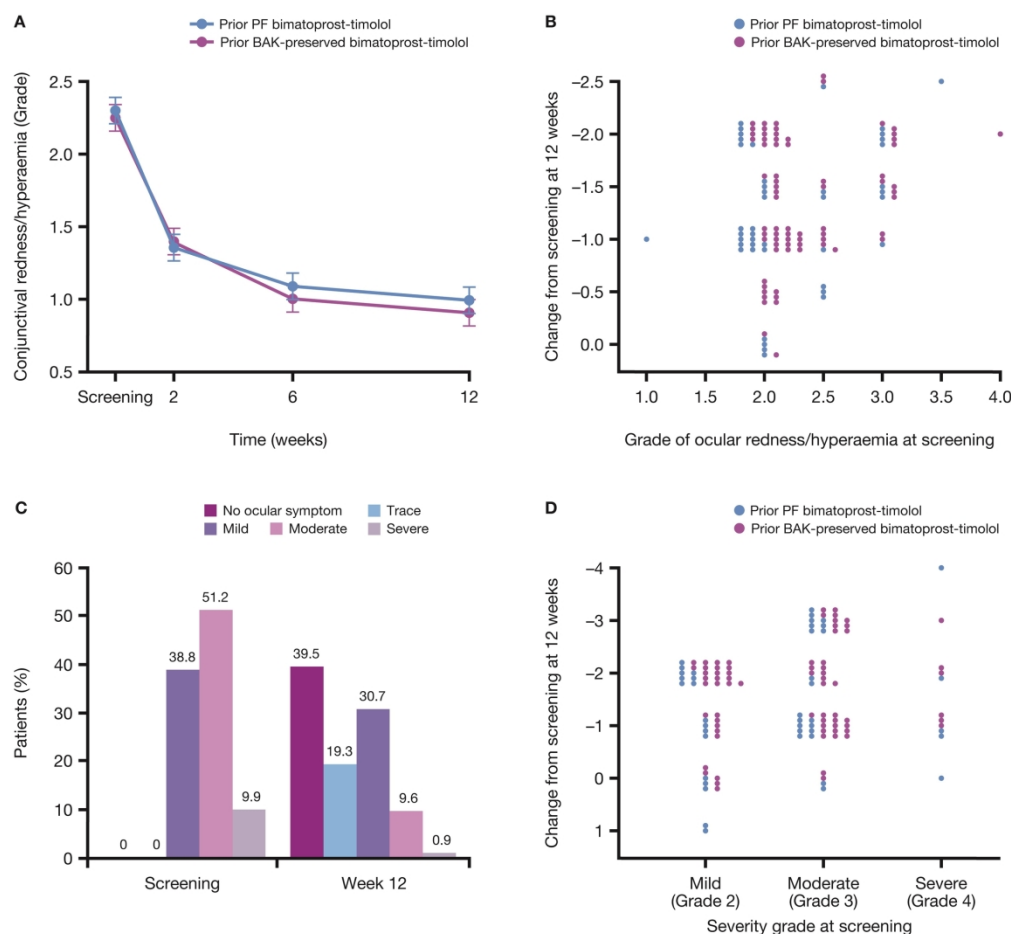 A
Prior PF bimatoprost-timolol
Prior BAK-preserved bimatoprost-timolol
Conjunctival redness/hyperaemia (Grade)
2.5
2.0
1.5
1.0
0.5
Screening 2 6 12
Time (weeks)
B
Prior PF bimatoprost-timolol
Prior BAK-preserved bimatoprost-timolol
Change from screening at 12 weeks
–2.5
–2.0
–1.5
–1.0
–0.5
0.0
1.0 1.5 2.0 2.5 3.0 3.5 4.0
Grade of ocular redness/hyperaemia at screening
C
No ocular symptom Trace
Mild Moderate Severe
Patients (%)
60
50
40
30
20
10
0
0 0 38.8 51.2 9.9
39.5 19.3 30.7 9.6 0.9
Screening Week 12
D
Prior PF bimatoprost-timolol
Prior BAK-preserved bimatoprost-timolol
Change from screening at 12 weeks
–4
–3
–2
–1
0
1
Mild Moderate Severe
(Grade 2) (Grade 3) (Grade 4)
Severity grade at screening